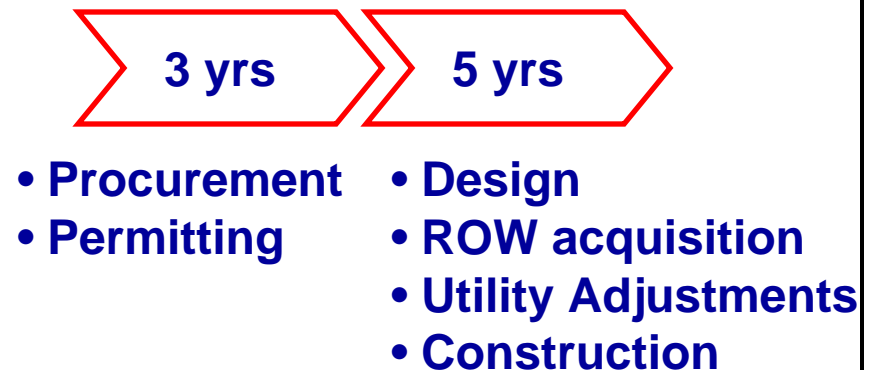 3 yrs
5 yrs
• Procurement
• Permitting
• Design
• ROW acquisition
• Utility Adjustments
• Construction